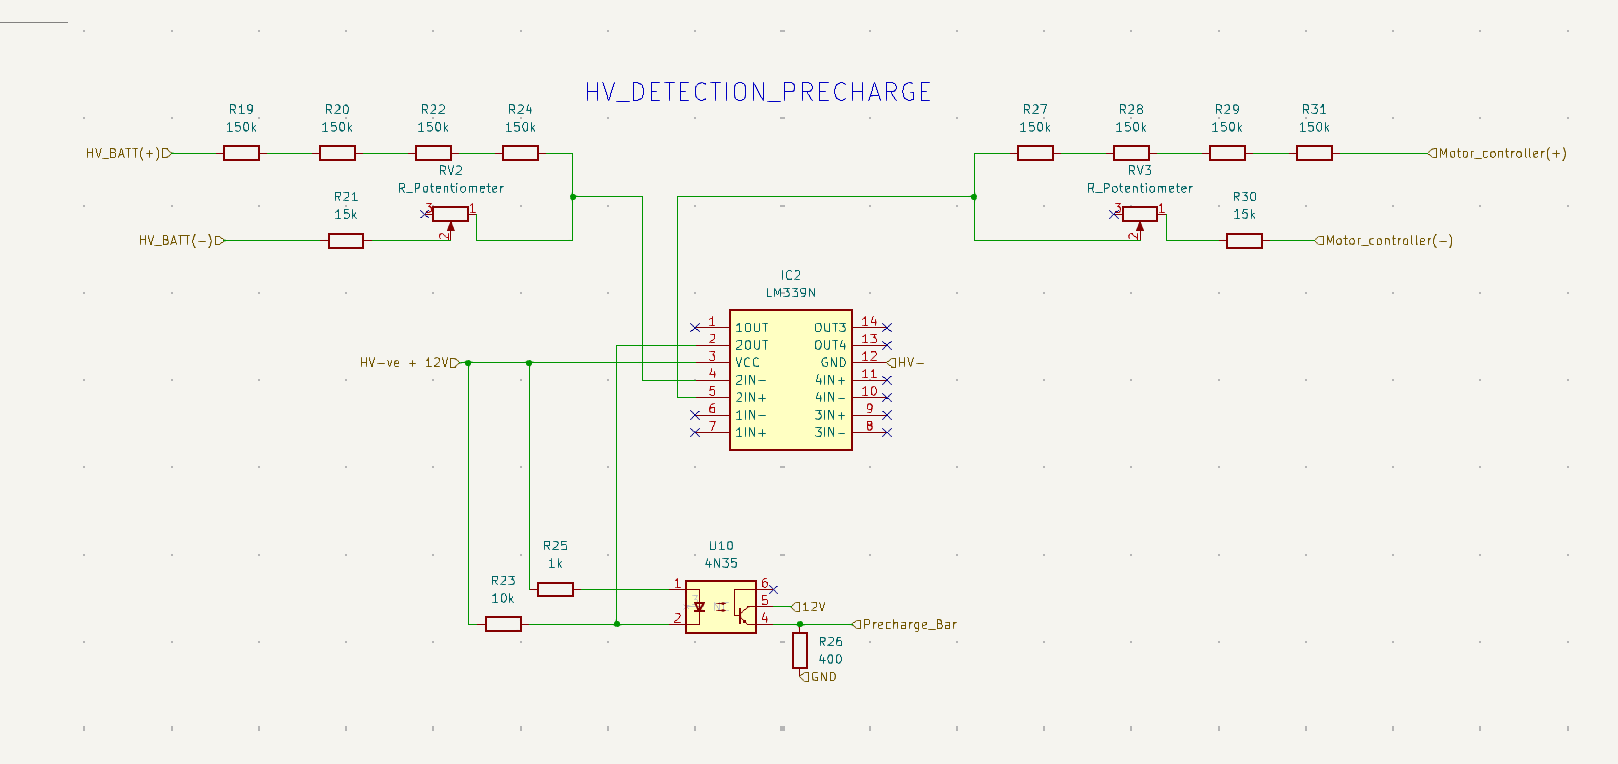 HV_DETECTION_PRECHARGE
R19
150k
R20
150k
R22
150k
R24
150k
R27
150k
R28
150k
R29
150k
R31
150k
HV_BATT(+)
Motor_controller(+)
RV2
R_Potentiometer
3
1
2
RV3
R_Potentiometer
3
1
2
R21
15k
R30
15k
HV_BATT(-)
Motor_controller(-)
IC2
LM339N
1 1OUT OUT3 14
2 2OUT OUT4 13
HV-ve + 12V 3 VCC GND 12 HV-
4 2IN- 4IN+ 11
5 2IN+ 4IN- 10
6 1IN- 3IN+ 9
7 1IN+ 3IN- 8
R25
1k
R23
10k
U10
4N35
1
2
6
5
4
12V
Precharge_Bar
R26
400
GND